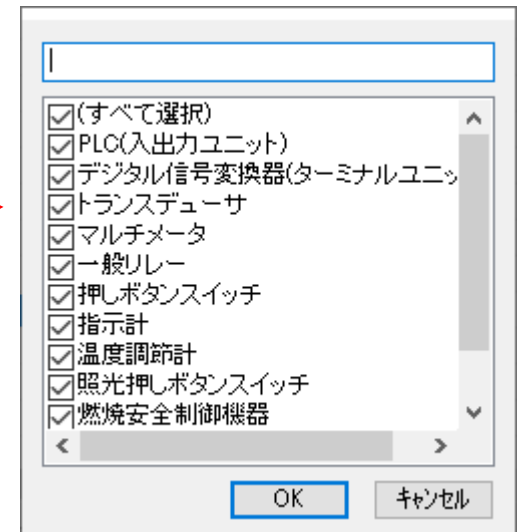 (すべて選択)
PLC(入出力ユニット)
デジタル信号変換器(ターミナルユニッ
トランスデューサ
マルチメータ
一般リレー
押しボタンスイッチ
指示計
温度調節計
照光押しボタンスイッチ
燃焼安全制御機器
OK キャンセル